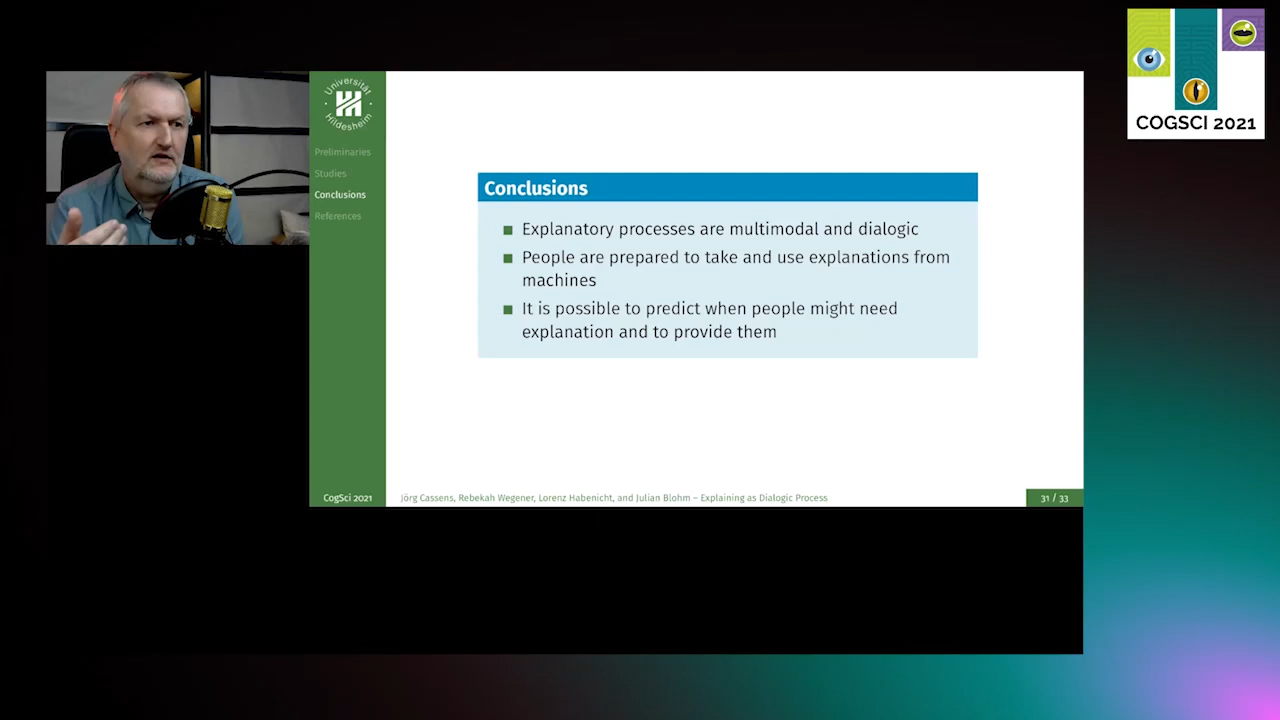 COGSCI 2021
Universität
Hildesheim
Preliminaries
Studies
Conclusions
References
Conclusions
Explanatory processes are multimodal and dialogic
People are prepared to take and use explanations from
machines
It is possible to predict when people might need
explanation and to provide them
CogSci 2021
Jörg Cassens, Rebekah Wegener, Lorenz Habenicht, and Julian Blohm – Explaining as Dialogic Process
31 / 33